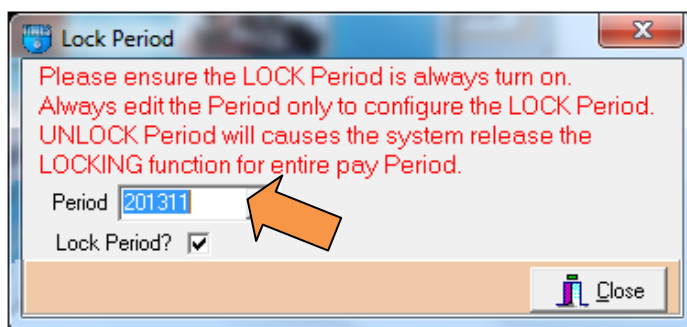 Lock Period
Please ensure the LOCK Period is always turn on.
Always edit the Period only to configure the LOCK Period.
UNLOCK Period will causes the system release the
LOCKING function for entire pay Period.
Period 201311
Lock Period?
Close